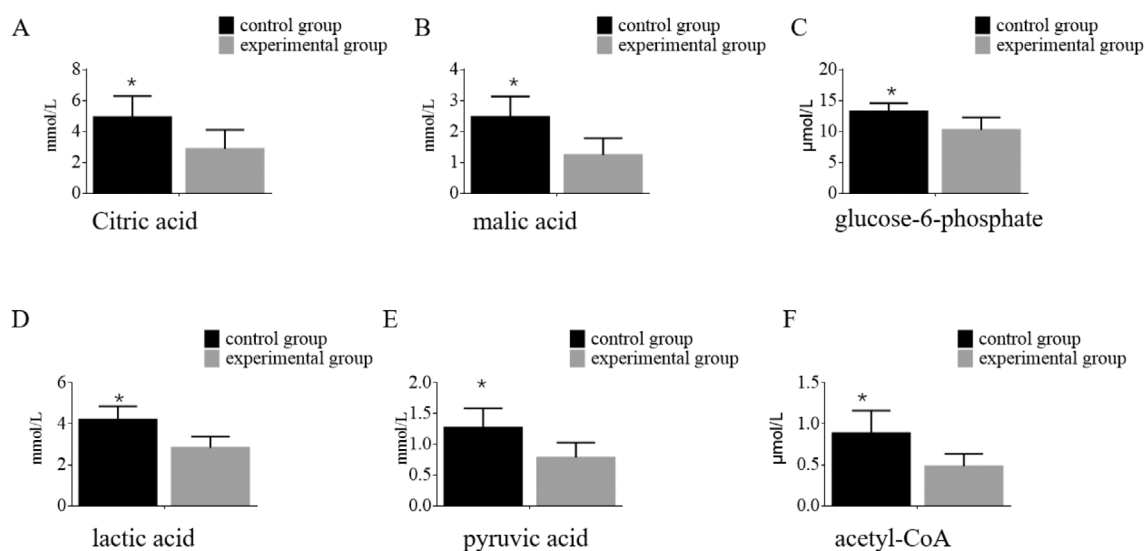 A
control group
experimental group
mmol/L
8
6
4
2
0
*
Citric acid
B
control group
experimental group
mmol/L
4
3
2
1
0
*
malic acid
C
control group
experimental group
μmol/L
20
15
10
5
0
*
glucose-6-phosphate
D
control group
experimental group
mmol/L
6
4
2
0
*
lactic acid
E
control group
experimental group
mmol/L
2.0
1.5
1.0
0.5
0.0
*
pyruvic acid
F
control group
experimental group
μmol/L
1.5
1.0
0.5
0.0
*
acetyl-CoA